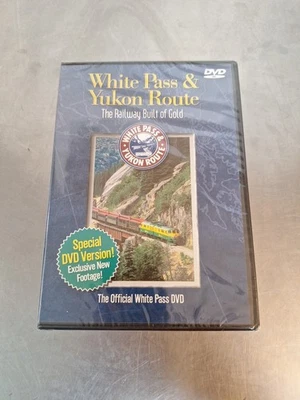 DVD
White Pass &
Yukon Route
The Railway Built of Gold
WHITE PASS &
YUKON ROUTE
Special
DVD Version!
Exclusive New
Footage!
The Official White Pass DVD